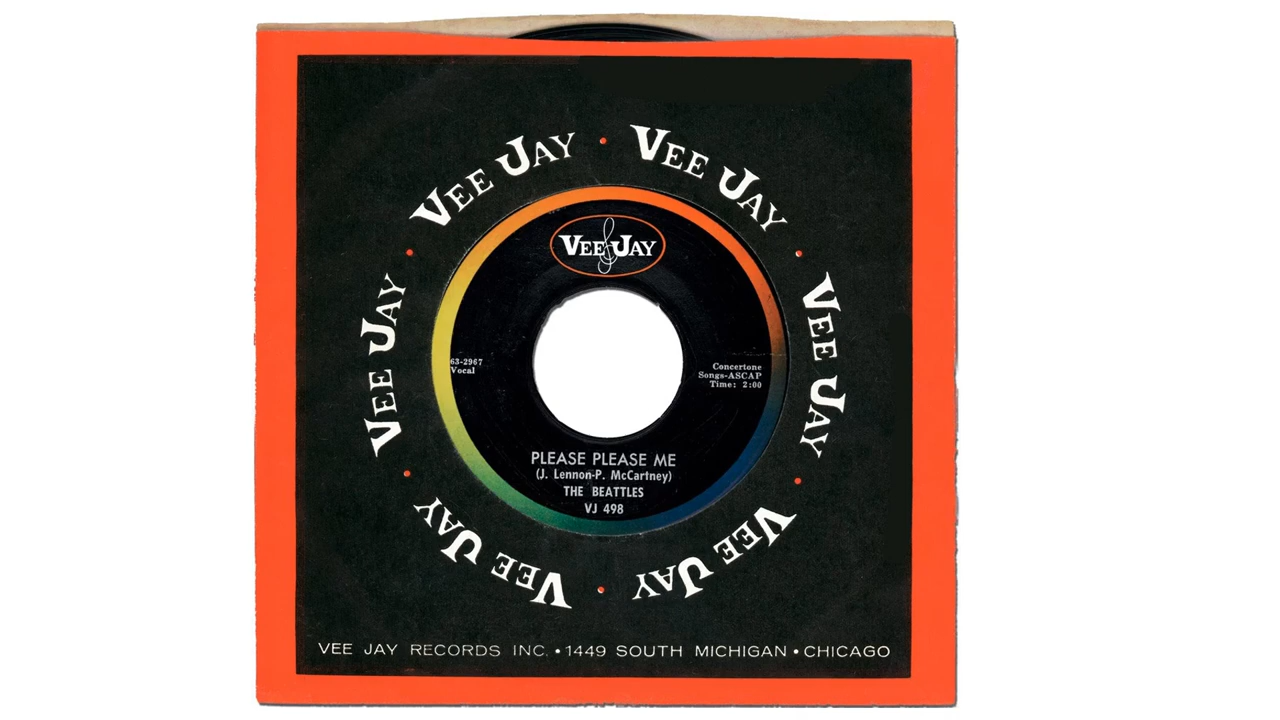 VEE JAY • VEE JAY • VEE JAY • VEE JAY • VEE JAY • VEE JAY •
VEE JAY
63-2967
Vocal
Concertone
Songs-ASCAP
Time: 2:00
PLEASE PLEASE ME
(J. Lennon-P. McCartney)
THE BEATTLES
VJ 498
VEE JAY RECORDS INC. • 1449 SOUTH MICHIGAN • CHICAGO